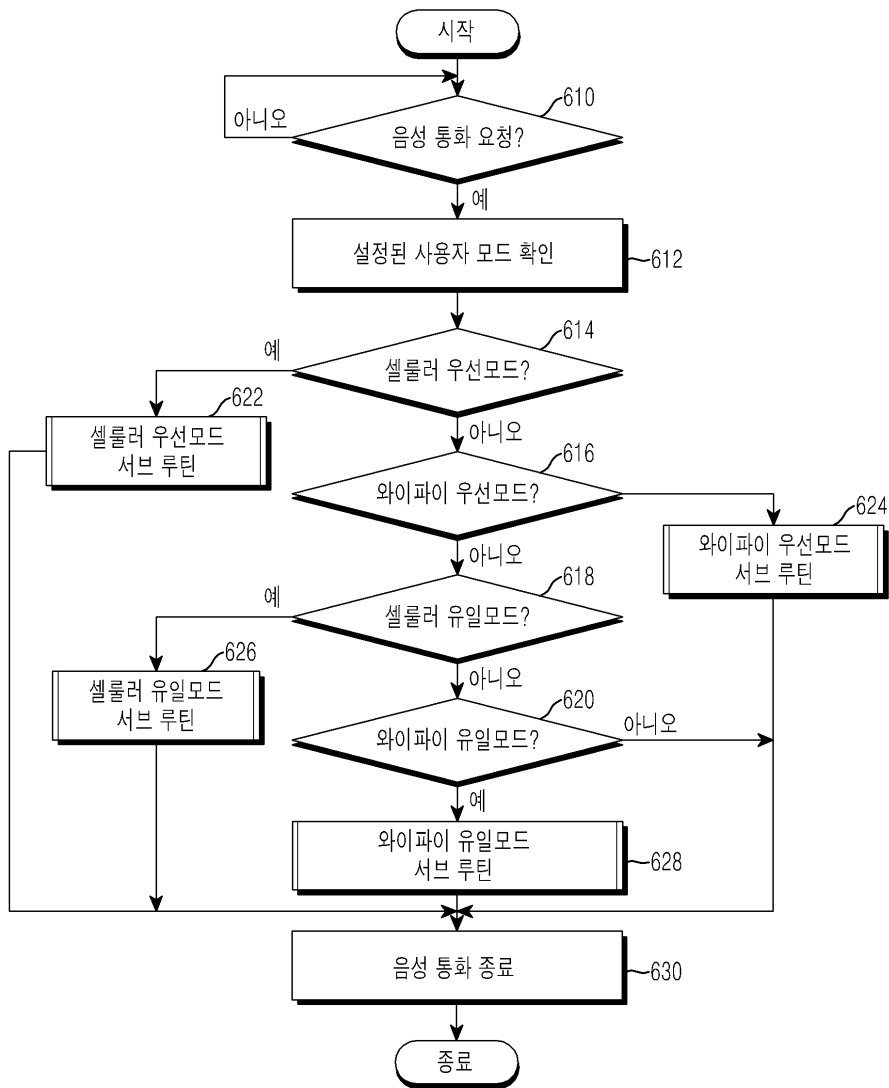 시작
610
아니오
음성 통화 요청?
예
설정된 사용자 모드 확인
612
614
예
셀룰러 우선모드?
622
셀룰러 우선모드
서브 루틴
아니오
616
와이파이 우선모드?
624
와이파이 우선모드
서브 루틴
아니오
618
예
셀룰러 유일모드?
626
셀룰러 유일모드
서브 루틴
아니오
620
아니오
와이파이 유일모드?
예
와이파이 유일모드
서브 루틴
628
음성 통화 종료
630
종료